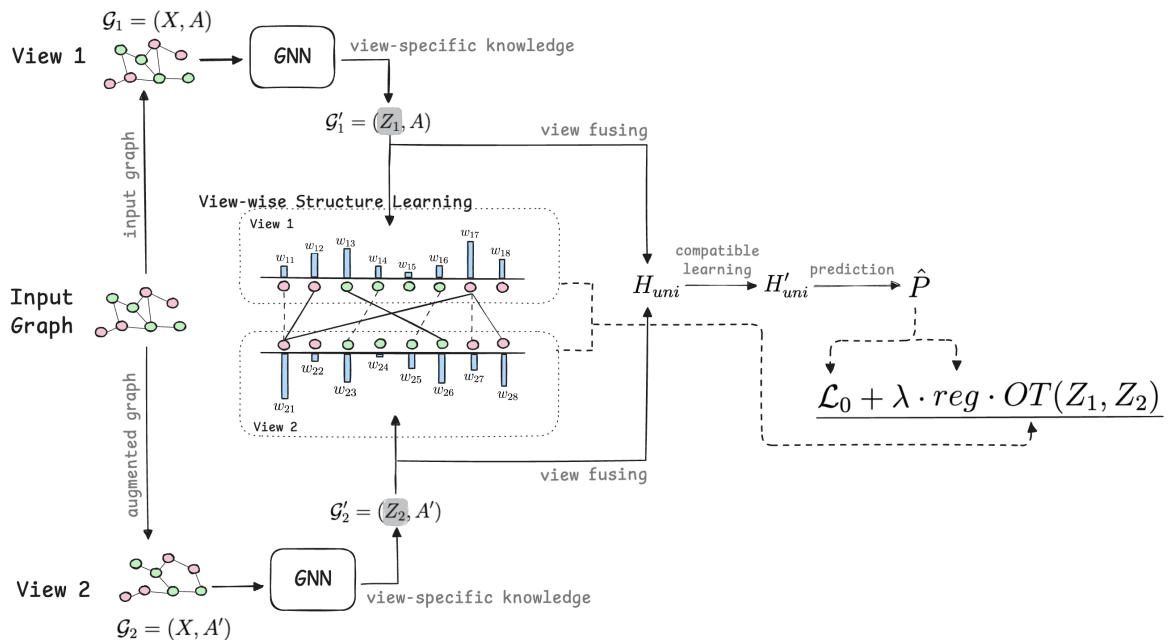 𝒢₁ = (X, A)
View 1
GNN
view-specific knowledge
𝒢′₁ = (Z₁, A)
view fusing
input graph
View-wise Structure Learning
View 1
w₁₁
w₁₂
w₁₃
w₁₄
w₁₅
w₁₆
w₁₇
w₁₈
Input
Graph
w₂₁
w₂₂
w₂₃
w₂₄
w₂₅
w₂₆
w₂₇
w₂₈
View 2
H_{uni}
compatible
learning
H′_{uni}
prediction
P̂
ℒ₀ + λ · reg · OT(Z₁, Z₂)
augmented graph
view fusing
𝒢′₂ = (Z₂, A′)
View 2
GNN
view-specific knowledge
𝒢₂ = (X, A′)